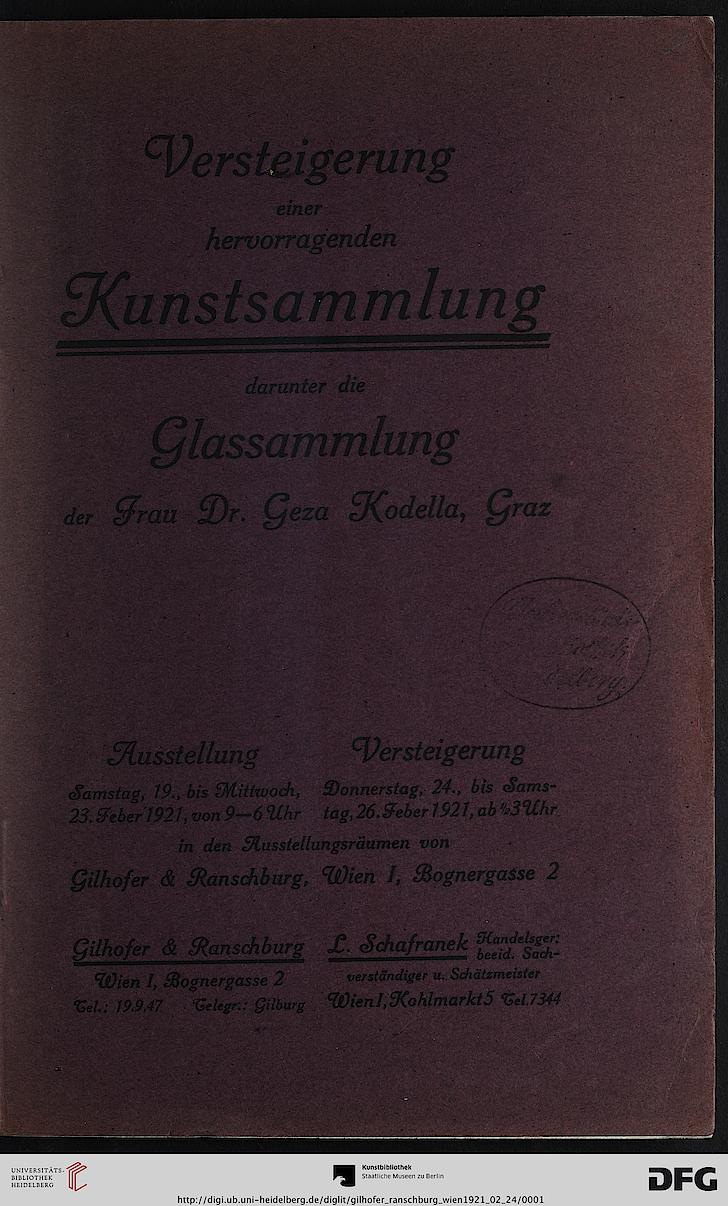 Versteigerung
einer
hervorragenden
Kunstsammlung
darunter die
Glassammlung
der Frau Dr. Geza Kodella, Graz
Ausstellung
Samstag, 19., bis Mittwoch,
23. Feber 1921, von 9—6 Uhr
Versteigerung
Donnerstag, 24., bis Sams-
tag, 26. Feber 1921, ab ½3 Uhr
in den Ausstellungsräumen von
Gilhofer & Ranschburg, Wien I, Bognergasse 2
Gilhofer & Ranschburg
Wien I, Bognergasse 2
Tel.: 19.9.47 Telegr.: Gilburg
L. Schafranek Handelsger:
beeid. Sach-
verständiger u. Schätzmeister
Wien I, Kohlmarkt 5 Tel. 7344
UNIVERSITÄTS-
BIBLIOTHEK
HEIDELBERG
Kunstbibliothek
Staatliche Museen zu Berlin
DFG
http://digi.ub.uni-heidelberg.de/diglit/gilhofer_ranschburg_wien1921_02_24/0001